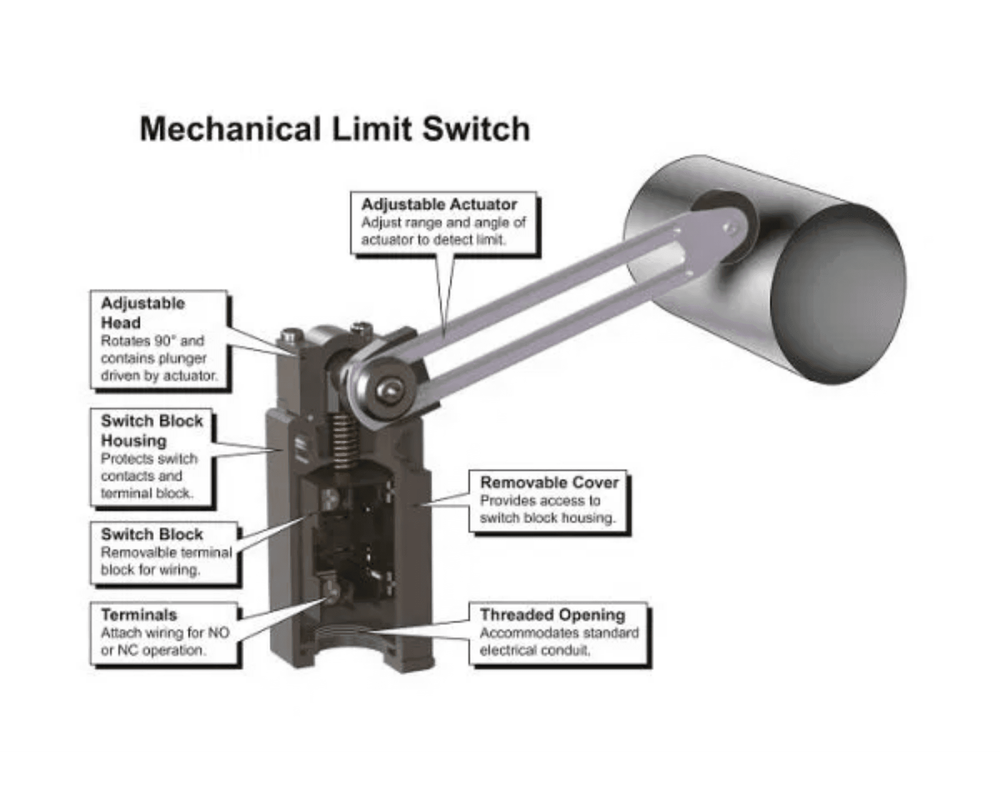 Mechanical Limit Switch
Adjustable Actuator
Adjust range and angle of
actuator to detect limit.
Adjustable
Head
Rotates 90° and
contains plunger
driven by actuator.
Switch Block
Housing
Protects switch
contacts and
terminal block.
Switch Block
Removalble terminal
block for wiring.
Terminals
Attach wiring for NO
or NC operation.
Removable Cover
Provides access to
switch block housing.
Threaded Opening
Accommodates standard
electrical conduit.